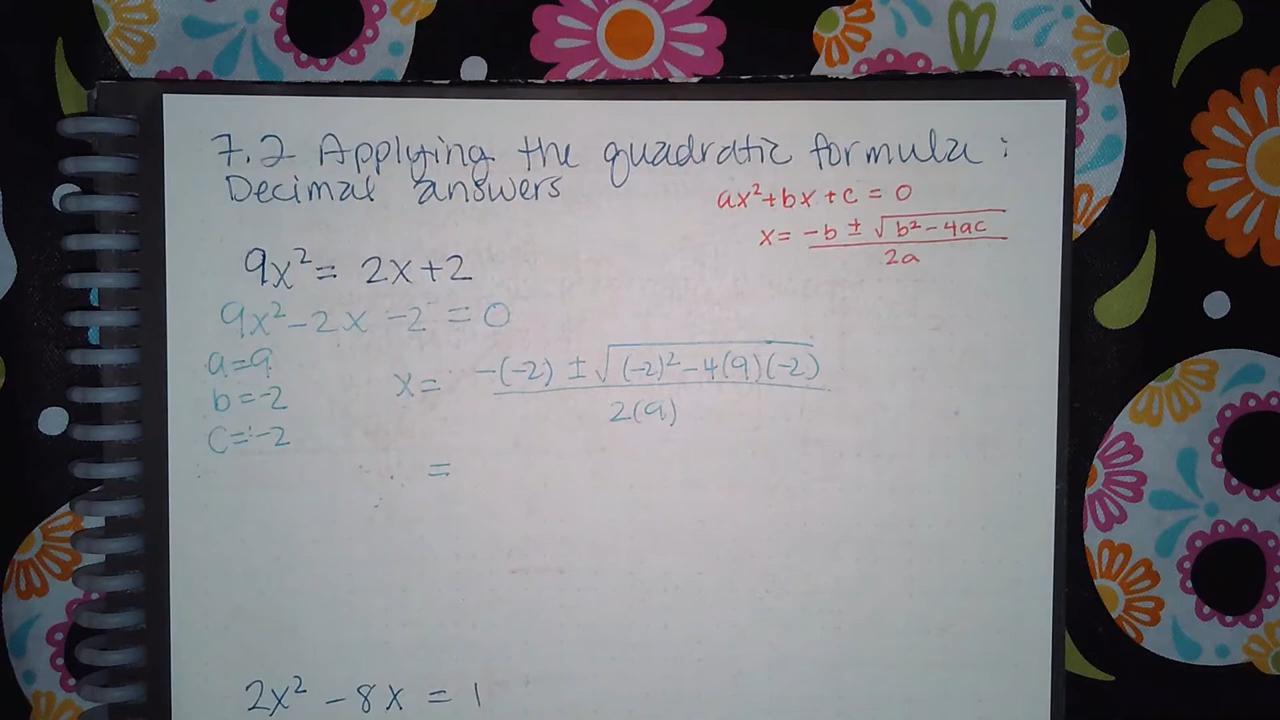 7.2 Applying the quadratic formula:
Decimal answers
ax²+bx+c = 0
x= -b ± √b²-4ac
2a
9x² = 2x+2
9x²-2x-2 = 0
a=9
b=-2
c=-2
x= -(-2) ± √(-2)²-4(9)(-2)
2(9)
=
2x² - 8x = 1